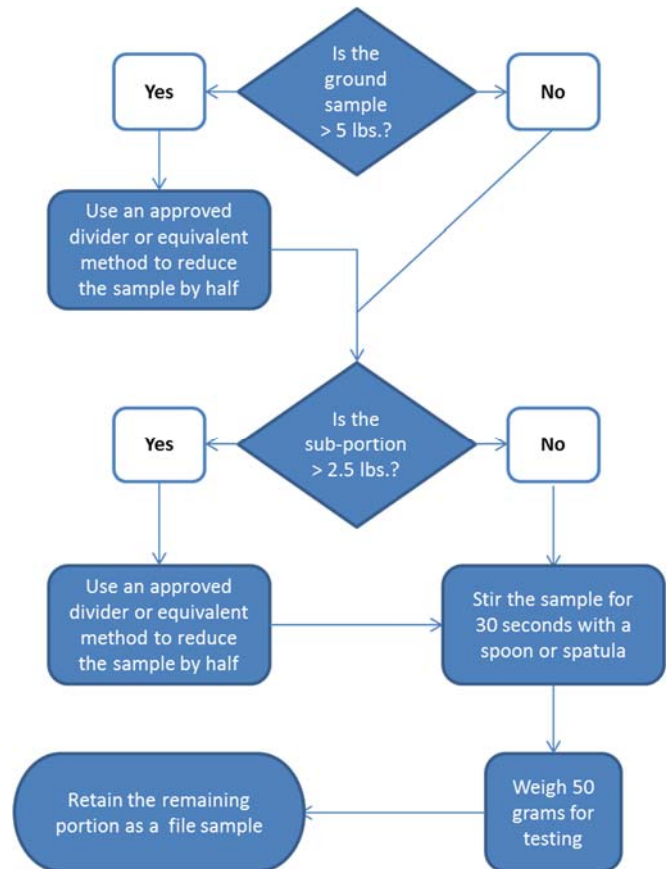 Is the
ground
sample
> 5 lbs.?
Yes
No
Use an approved
divider or equivalent
method to reduce
the sample by half
Is the
sub-portion
> 2.5 lbs.?
Yes
No
Use an approved
divider or equivalent
method to reduce
the sample by half
Stir the sample for
30 seconds with a
spoon or spatula
Weigh 50
grams for
testing
Retain the remaining
portion as a file sample